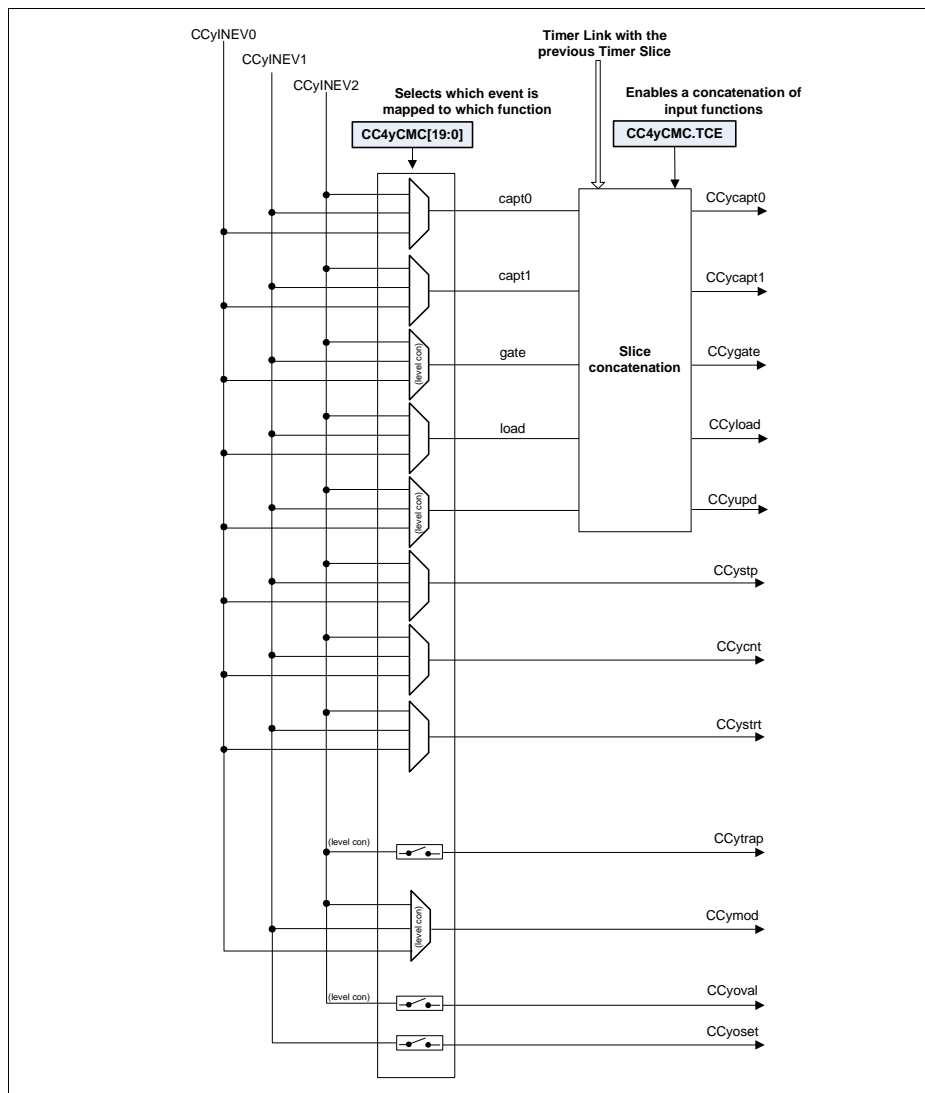 CCyINEV0
CCyINEV1
CCyINEV2
Timer Link with the
previous Timer Slice
Selects which event is
mapped to which function
Enables a concatenation of
input functions
CC4yCMC[19:0]
CC4yCMC.TCE
capt0
CCycapt0
capt1
CCycapt1
(level con)
gate
Slice
concatenation
CCygate
load
CCyload
(level con)
CCyupd
CCystp
CCycnt
CCystrt
(level con)
CCytrap
(level con)
CCymod
(level con)
CCyoval
CCyoset